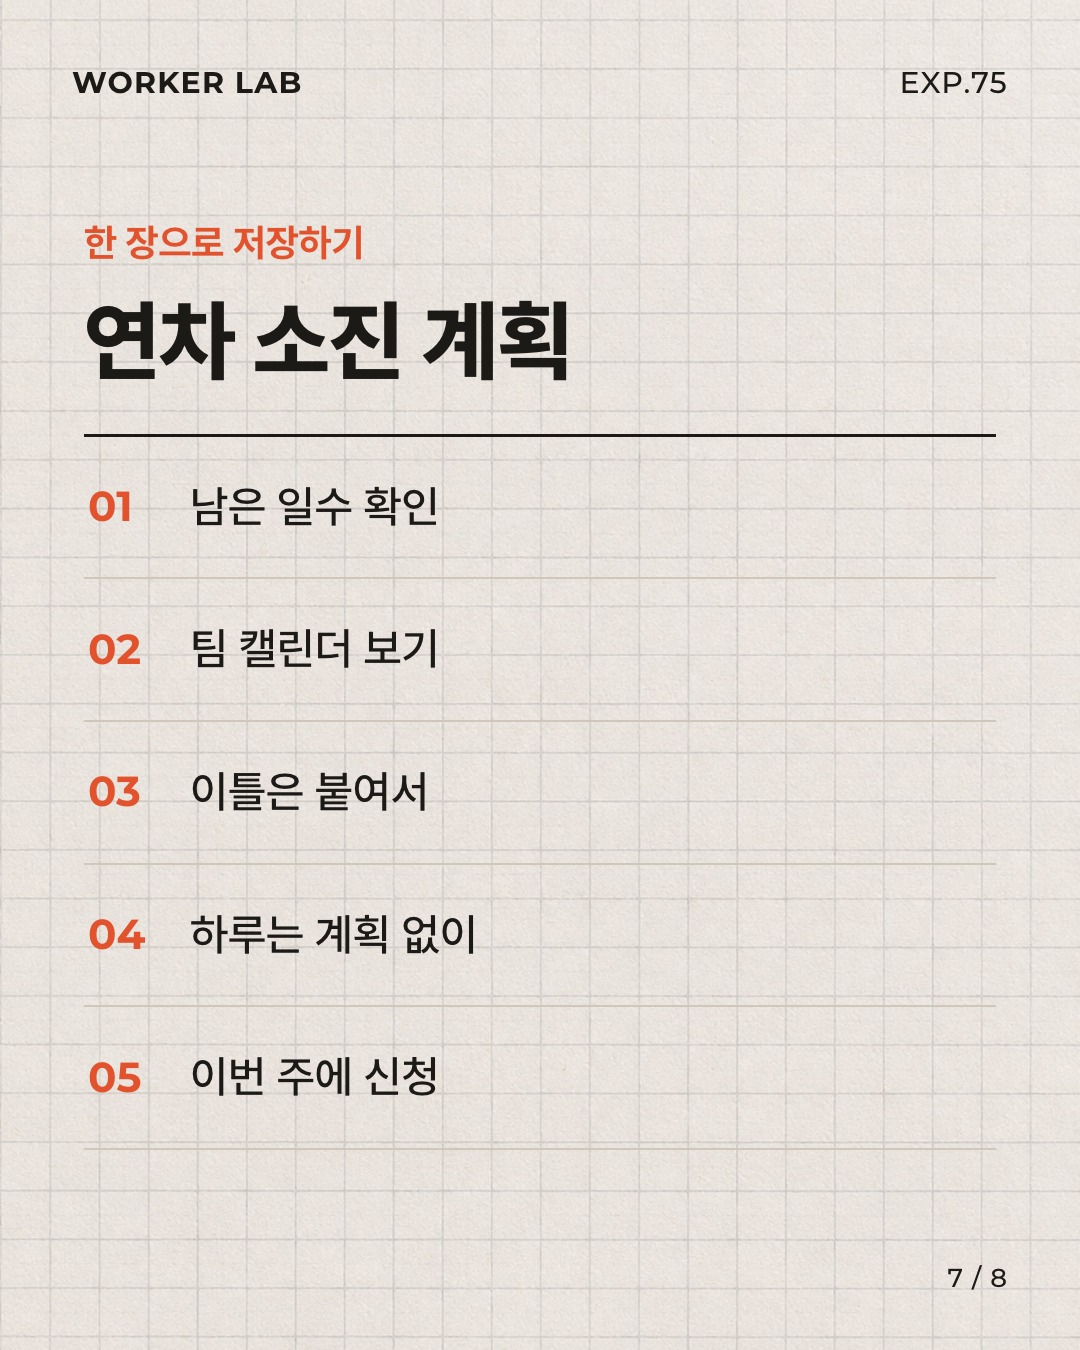 WORKER LAB
EXP.75
한 장으로 저장하기
연차 소진 계획
01 남은 일수 확인
02 팀 캘린더 보기
03 이틀은 붙여서
04 하루는 계획 없이
05 이번 주에 신청
7 / 8